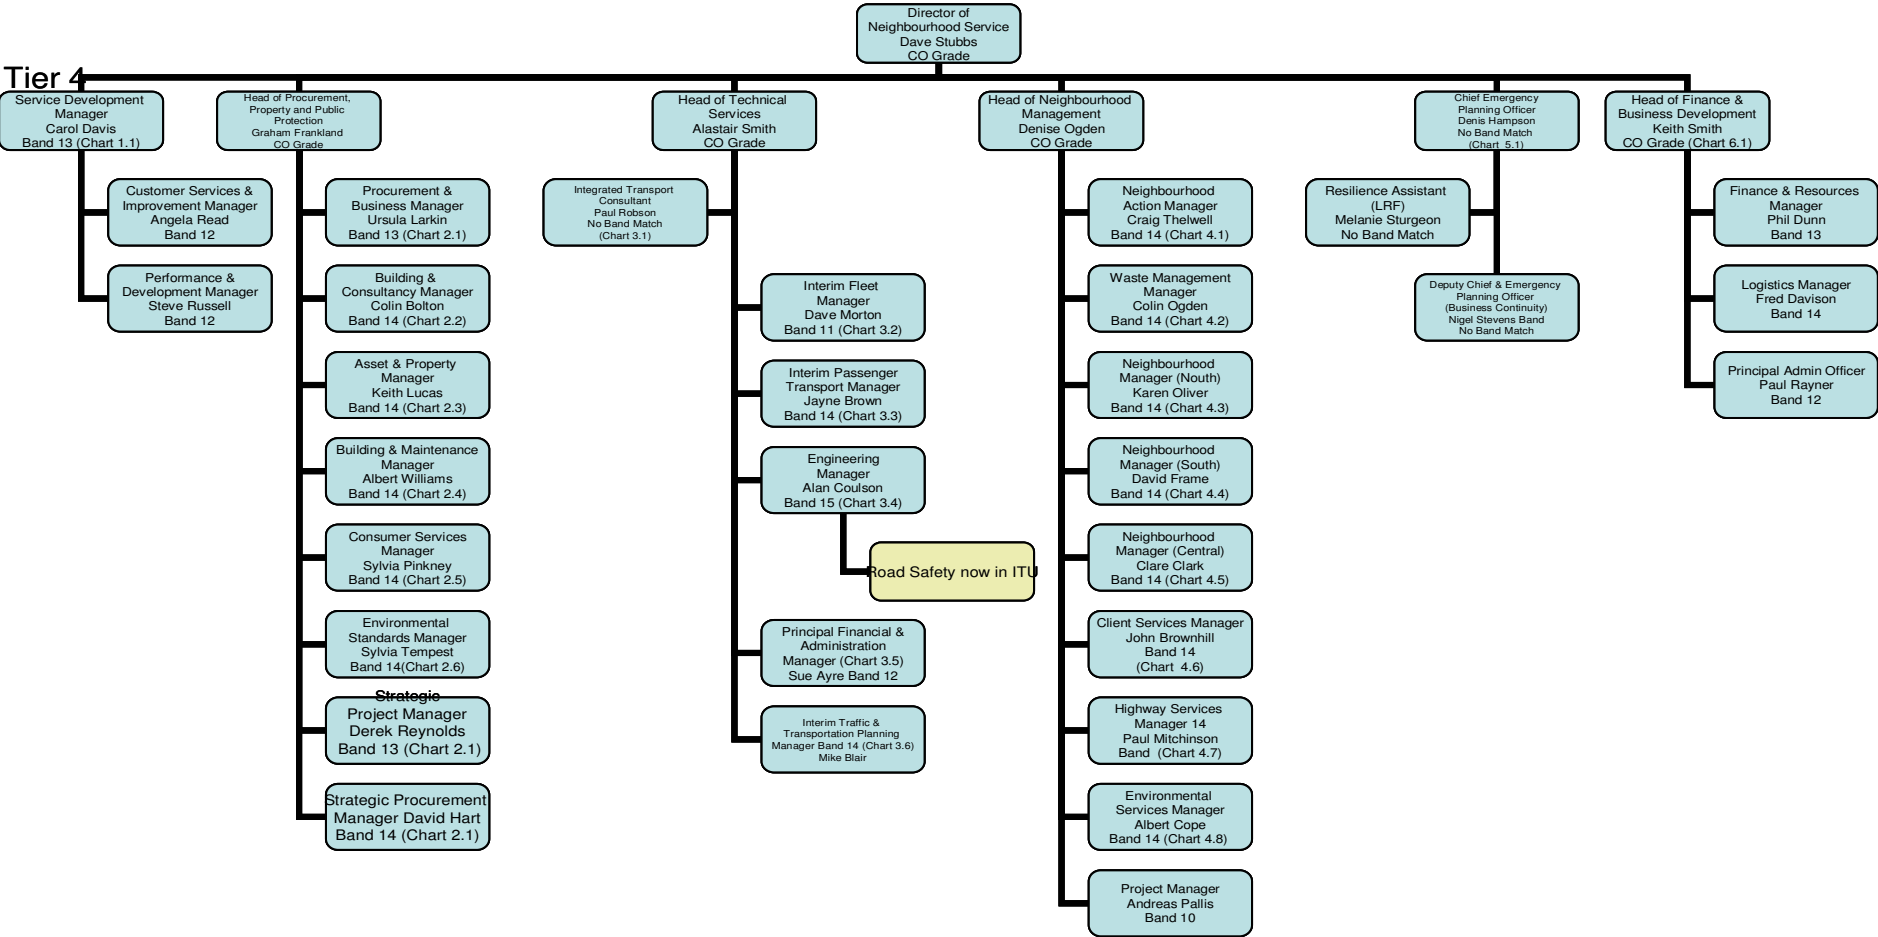 Director of
Neighbourhood Service
Dave Stubbs
CO Grade
Tier 4
Service Development
Manager
Carol Davis
Band 13 (Chart 1.1)
Customer Services &
Improvement Manager
Angela Read
Band 12
Performance &
Development Manager
Steve Russell
Band 12
Head of Procurement,
Property and Public
Protection
Graham Frankland
CO Grade
Procurement &
Business Manager
Ursula Larkin
Band 13 (Chart 2.1)
Building &
Consultancy Manager
Colin Bolton
Band 14 (Chart 2.2)
Asset & Property
Manager
Keith Lucas
Band 14 (Chart 2.3)
Building & Maintenance
Manager
Albert Williams
Band 14 (Chart 2.4)
Consumer Services
Manager
Sylvia Pinkney
Band 14 (Chart 2.5)
Environmental
Standards Manager
Sylvia Tempest
Band 14(Chart 2.6)
Strategic
Project Manager
Derek Reynolds
Band 13 (Chart 2.1)
Strategic Procurement
Manager David Hart
Band 14 (Chart 2.1)
Head of Technical
Services
Alastair Smith
CO Grade
Integrated Transport
Consultant
Paul Robson
No Band Match
(Chart 3.1)
Interim Fleet
Manager
Dave Morton
Band 11 (Chart 3.2)
Interim Passenger
Transport Manager
Jayne Brown
Band 14 (Chart 3.3)
Engineering
Manager
Alan Coulson
Band 15 (Chart 3.4)
Road Safety now in ITU
Principal Financial &
Administration
Manager (Chart 3.5)
Sue Ayre Band 12
Interim Traffic &
Transportation Planning
Manager Band 14 (Chart 3.6)
Mike Blair
Head of Neighbourhood
Management
Denise Ogden
CO Grade
Neighbourhood
Action Manager
Craig Thelwell
Band 14 (Chart 4.1)
Waste Management
Manager
Colin Ogden
Band 14 (Chart 4.2)
Neighbourhood
Manager (Nouth)
Karen Oliver
Band 14 (Chart 4.3)
Neighbourhood
Manager (South)
David Frame
Band 14 (Chart 4.4)
Neighbourhood
Manager (Central)
Clare Clark
Band 14 (Chart 4.5)
Client Services Manager
John Brownhill
Band 14
(Chart 4.6)
Highway Services
Manager 14
Paul Mitchinson
Band (Chart 4.7)
Environmental
Services Manager
Albert Cope
Band 14 (Chart 4.8)
Project Manager
Andreas Pallis
Band 10
Chief Emergency
Planning Officer
Denis Hampson
No Band Match
(Chart 5.1)
Resilience Assistant
(LRF)
Melanie Sturgeon
No Band Match
Deputy Chief & Emergency
Planning Officer
(Business Continuity)
Nigel Stevens Band
No Band Match
Head of Finance &
Business Development
Keith Smith
CO Grade (Chart 6.1)
Finance & Resources
Manager
Phil Dunn
Band 13
Logistics Manager
Fred Davison
Band 14
Principal Admin Officer
Paul Rayner
Band 12